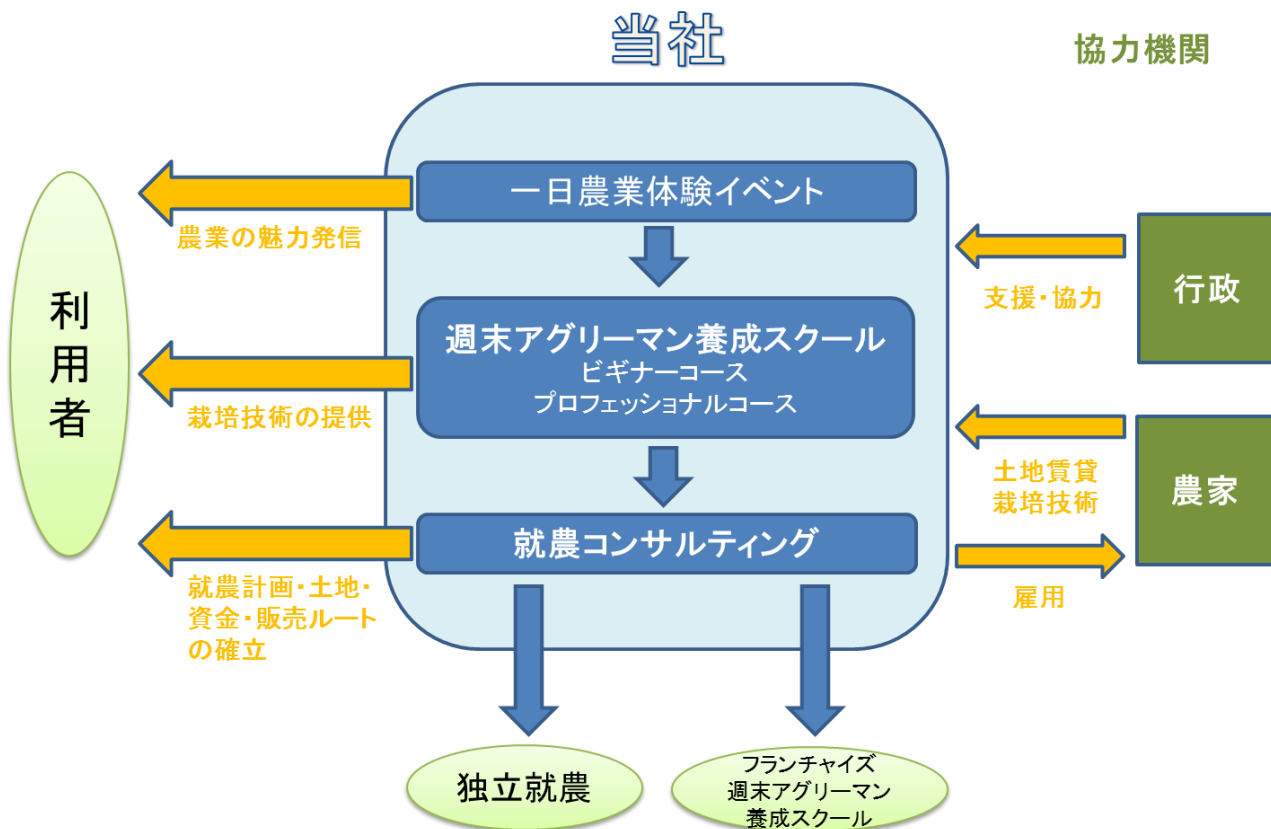 当社
協力機関
一日農業体験イベント
農業の魅力発信
利用者
支援・協力
行政
週末アグリーマン養成スクール
ビギナーコース
プロフェッショナルコース
栽培技術の提供
土地賃貸
栽培技術
農家
就農コンサルティング
就農計画・土地・
資金・販売ルート
の確立
雇用
独立就農
フランチャイズ
週末アグリーマン
養成スクール